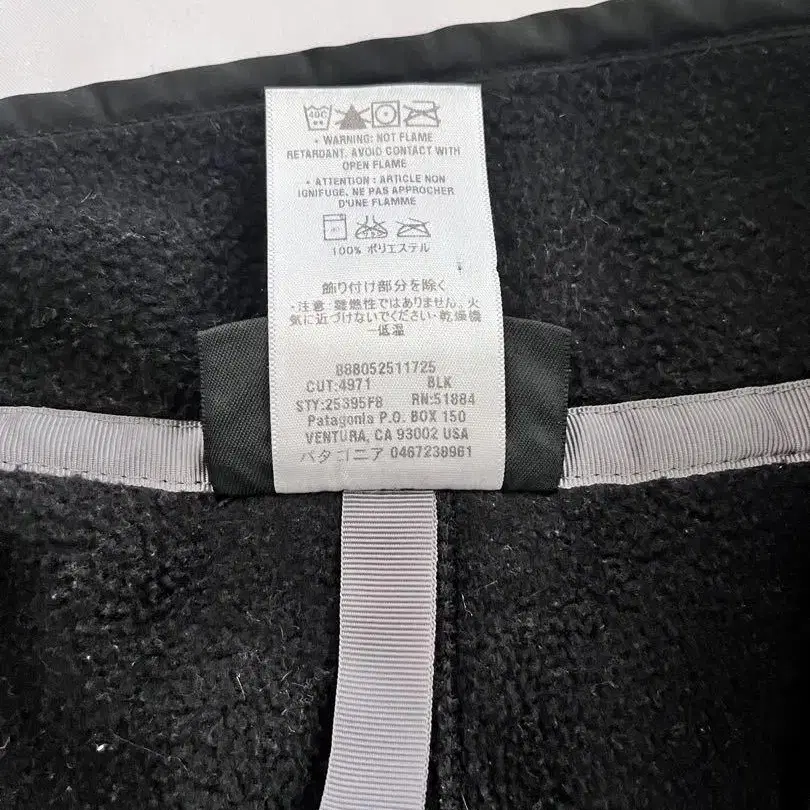 40C
• WARNING: NOT FLAME
RETARDANT, AVOID CONTACT WITH
OPEN FLAME
• ATTENTION : ARTICLE NON
IGNIFUGE, NE PAS APPROCHER
D'UNE FLAMME
100% ポリエステル
飾り付け部分を除く
・注意：難燃性ではありません、火
気に近づけないでください・乾燥機
－低温
888052511725
CUT:4971 BLK
STY:25395F8 RN:51884
Patagonia P.O. BOX 150
VENTURA, CA 93002 USA
パタゴニア 0467238961